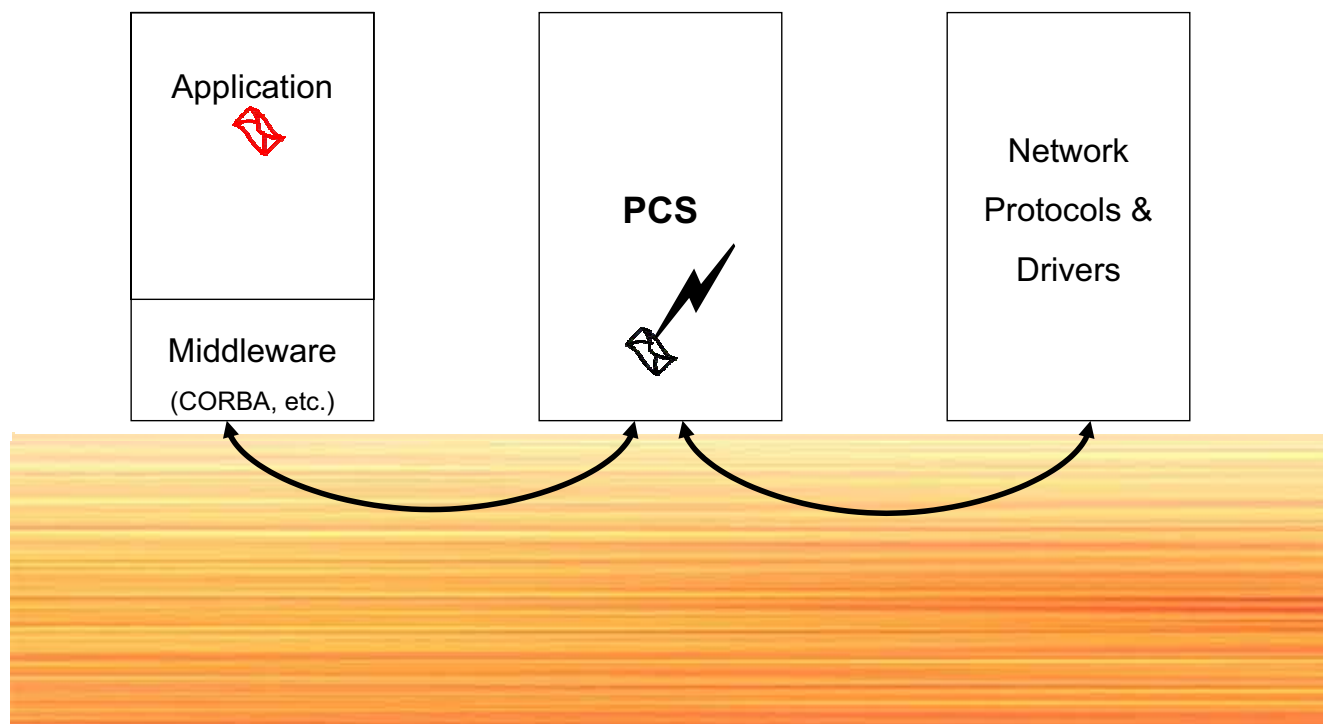 Application
Middleware
(CORBA, etc.)
PCS
Network
Protocols &
Drivers